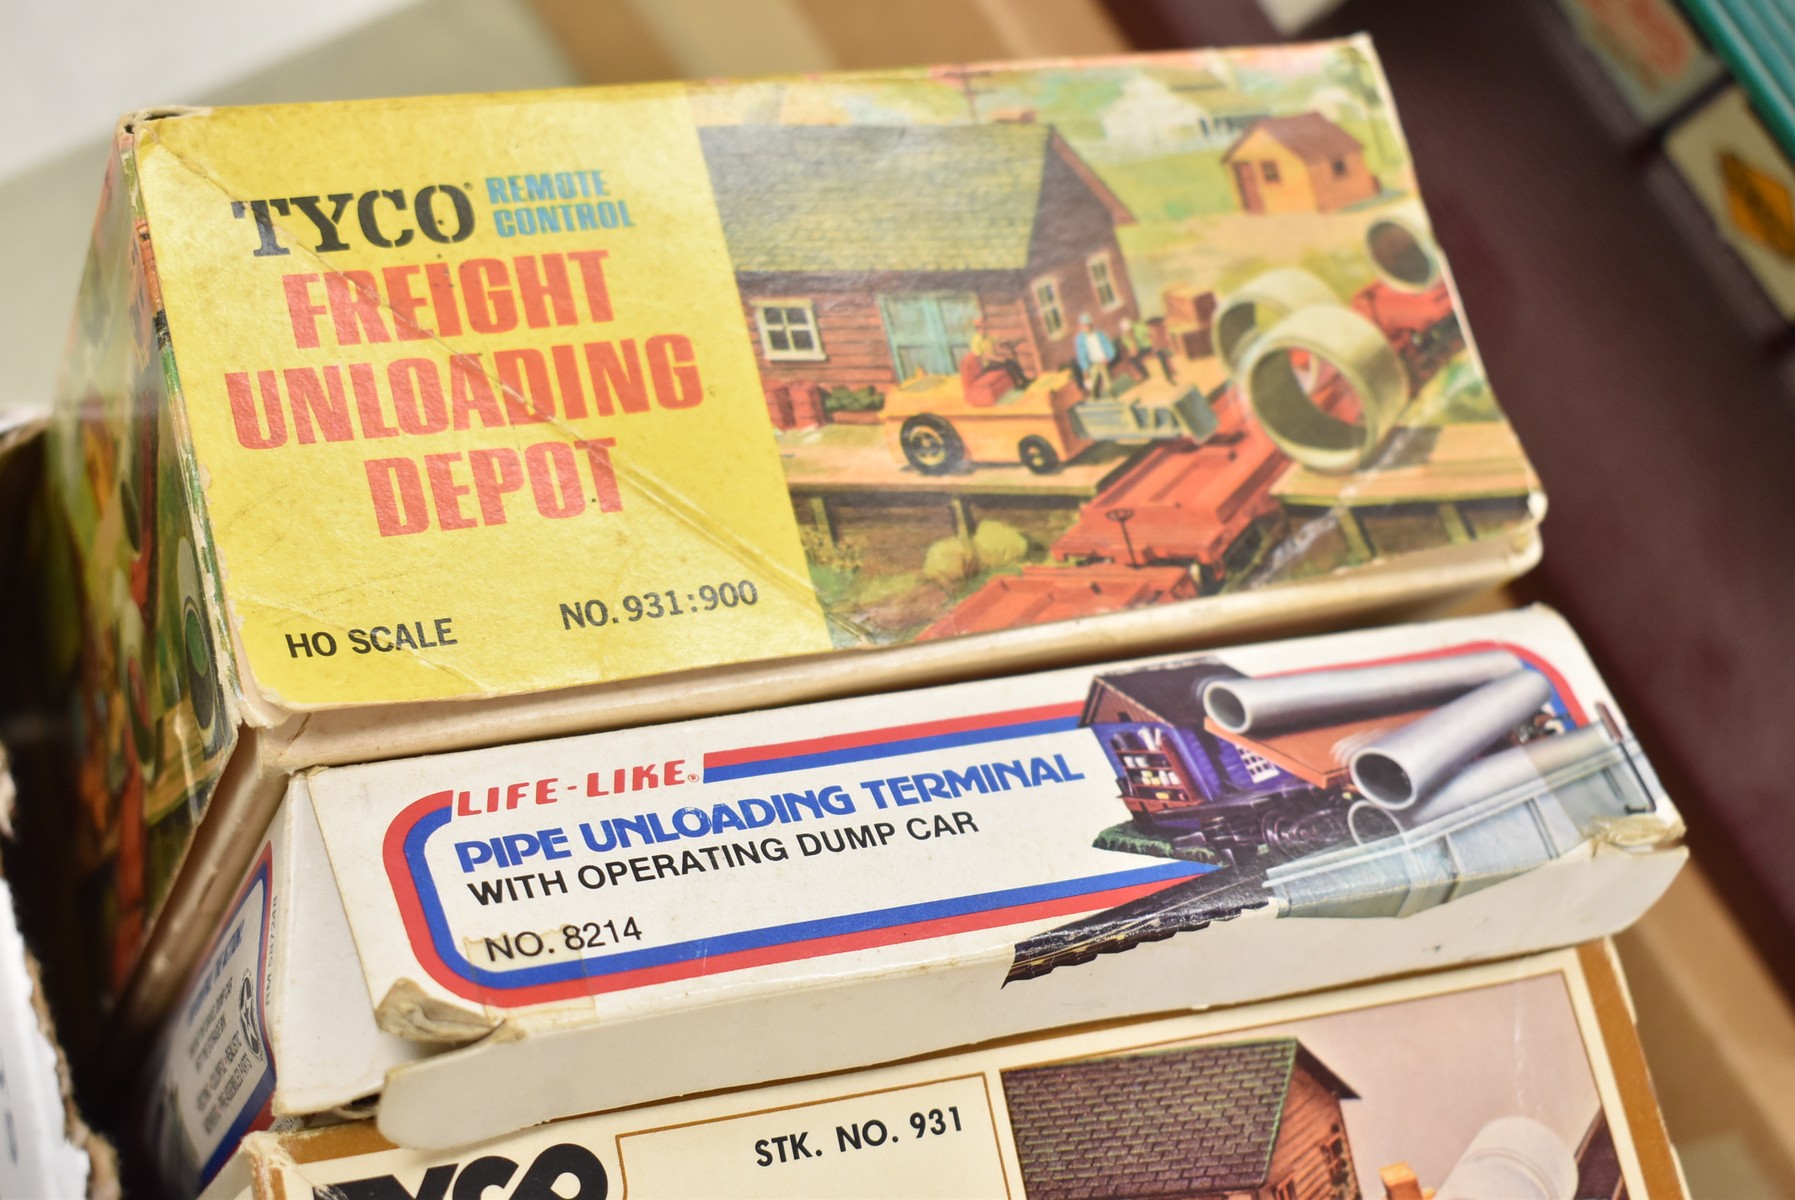 TYCO® REMOTE
CONTROL
FREIGHT
UNLOADING
DEPOT
HO SCALE NO. 931:900
LIFE-LIKE®
PIPE UNLOADING TERMINAL
WITH OPERATING DUMP CAR
NO. 8214
STK. NO. 931
TYCO